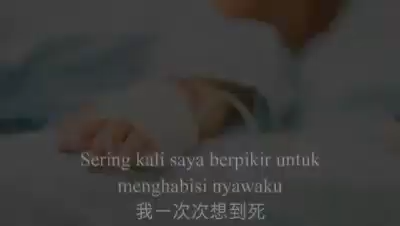 Sering kali saya berpikir untuk
menghabisi nyawaku
我一次次想到死